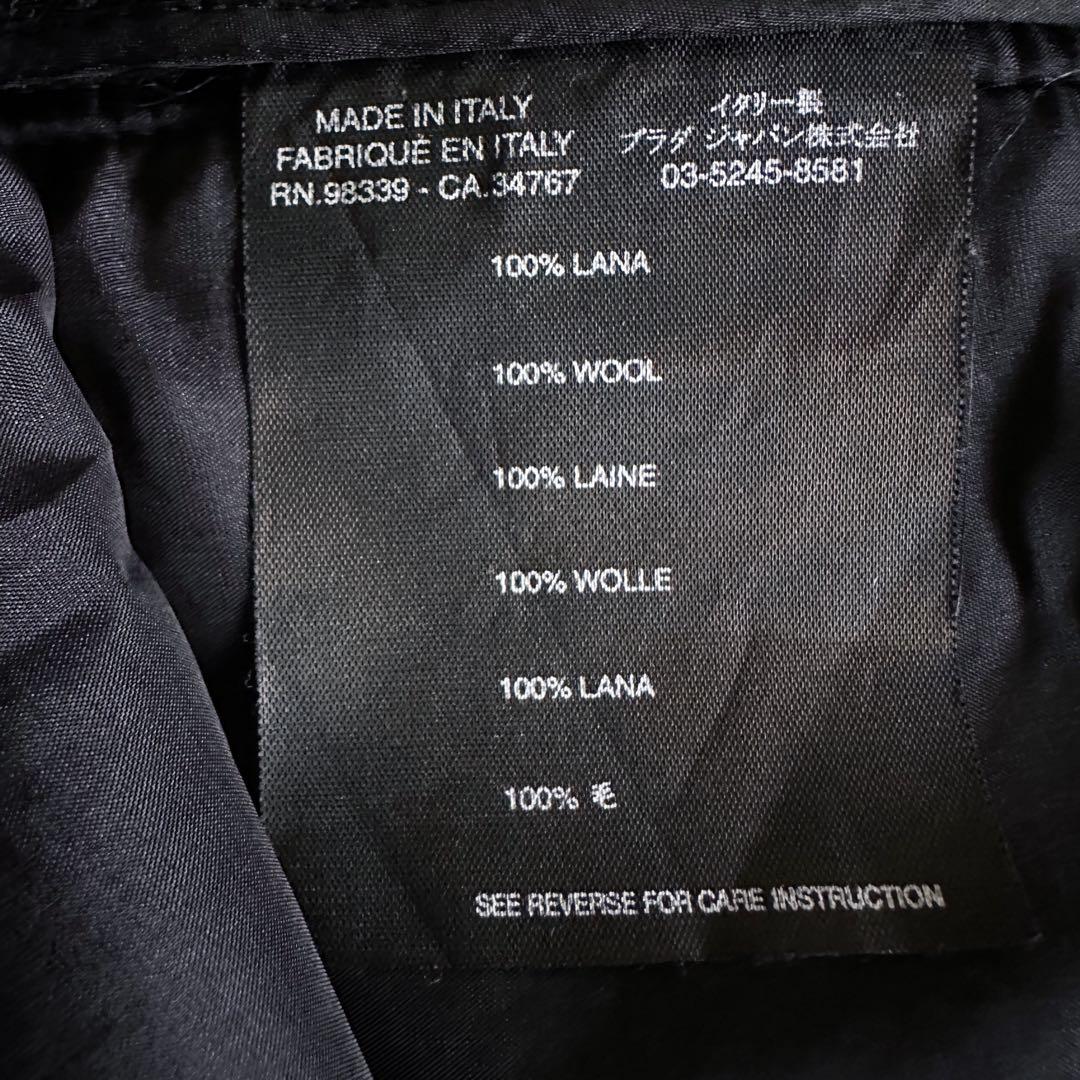 MADE IN ITALY
FABRIQUÉ EN ITALY
RN.98339 - CA.34767
イタリー製
プラダ ジャパン株式会社
03-5245-8581
100% LANA
100% WOOL
100% LAINE
100% WOLLE
100% LANA
100% 毛
SEE REVERSE FOR CARE INSTRUCTION